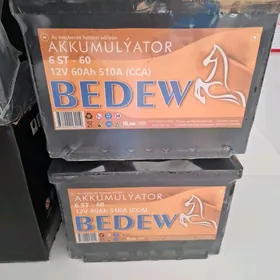 AKKUMULÝATOR
6 ST - 60
12V 60Ah 510A (CCA)
BEDEW
AKKUMULÝATOR
6 ST - 60
12V 60Ah 510A (CCA)
BEDEW